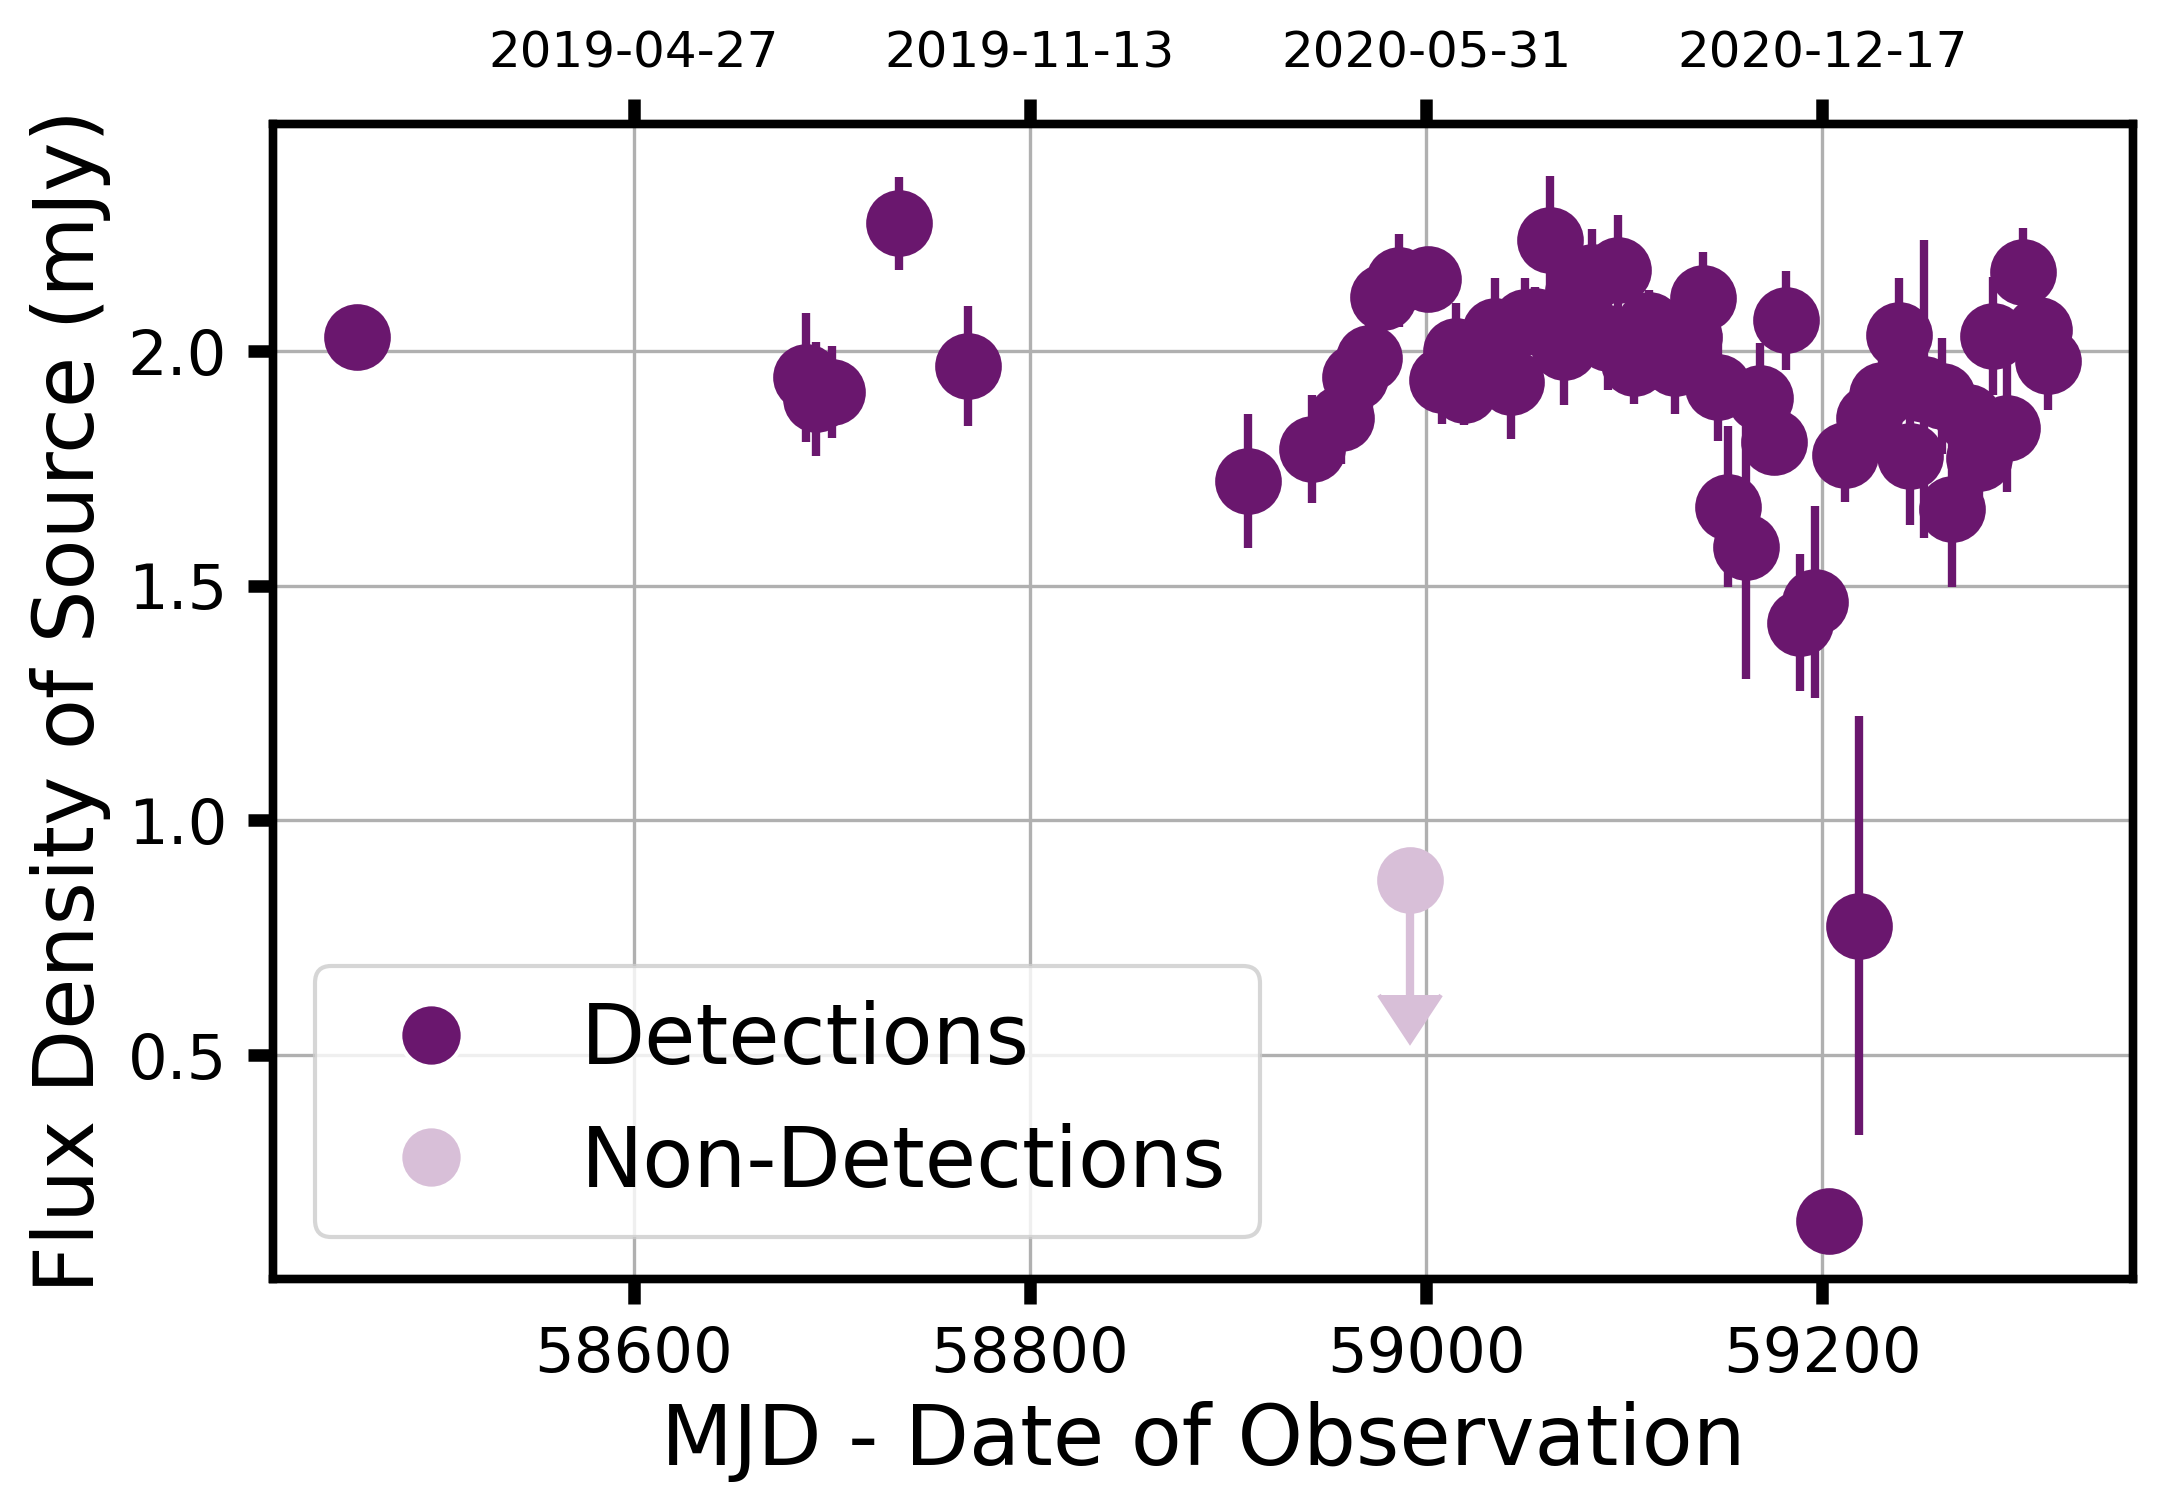 2019-04-27 2019-11-13 2020-05-31 2020-12-17
Flux Density of Source (mJy)
2.0
1.5
1.0
0.5
Detections
Non-Detections
58600 58800 59000 59200
MJD - Date of Observation